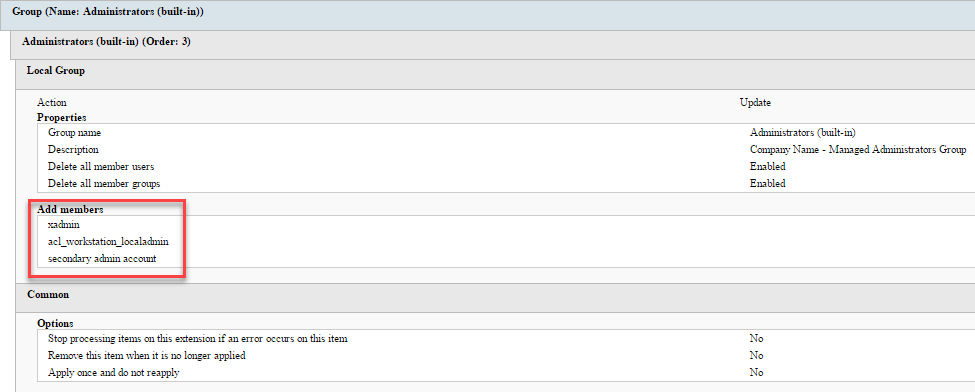 Group (Name: Administrators (built-in))
Administrators (built-in) (Order: 3)
Local Group
Action Update
Properties
Group name Administrators (built-in)
Description Company Name - Managed Administrators Group
Delete all member users Enabled
Delete all member groups Enabled
Add members
xadmin
acl_workstation_localadmin
secondary admin account
Common
Options
Stop processing items on this extension if an error occurs on this item No
Remove this item when it is no longer applied No
Apply once and do not reapply No